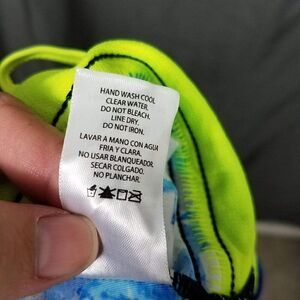 HAND WASH COOL
CLEAR WATER.
DO NOT BLEACH.
LINE DRY.
DO NOT IRON.
LAVAR A MANO CON AGUA
FRIA Y CLARA.
NO USAR BLANQUEADOR.
SECAR COLGADO.
NO PLANCHAR.